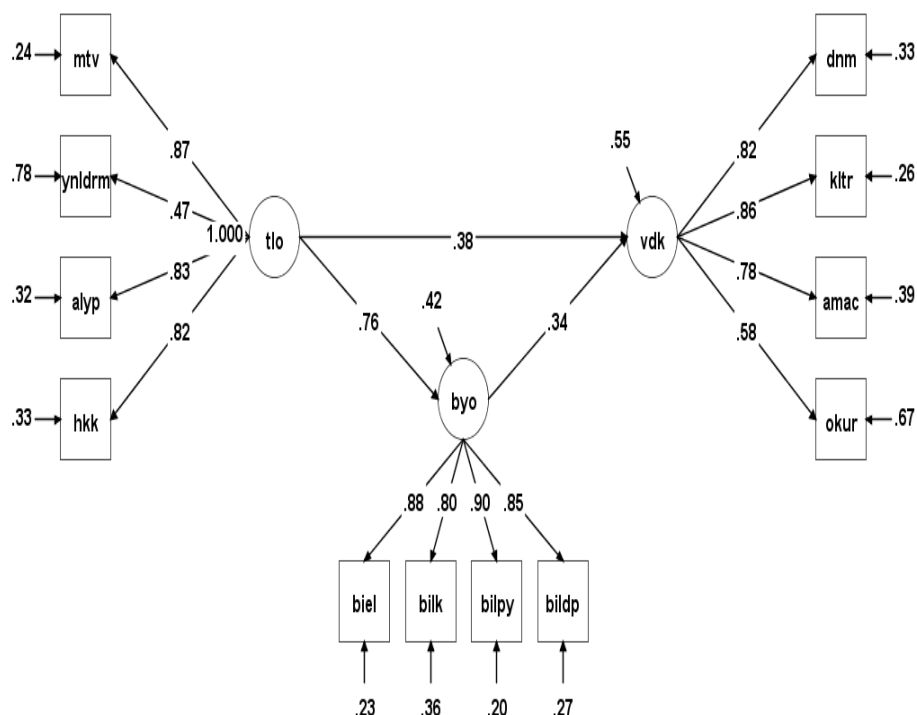 .24
mtv
.87
.78
ynldrm
.47
1.000
tlo
.83
.32
alyp
.82
.33
hkk
.38
.76
.42
byo
.34
.55
vdk
.82
dnm
.33
.86
kltr
.26
.78
amac
.39
.58
okur
.67
.88
.80
.90
.85
biel
bilk
bilpy
bildp
.23
.36
.20
.27